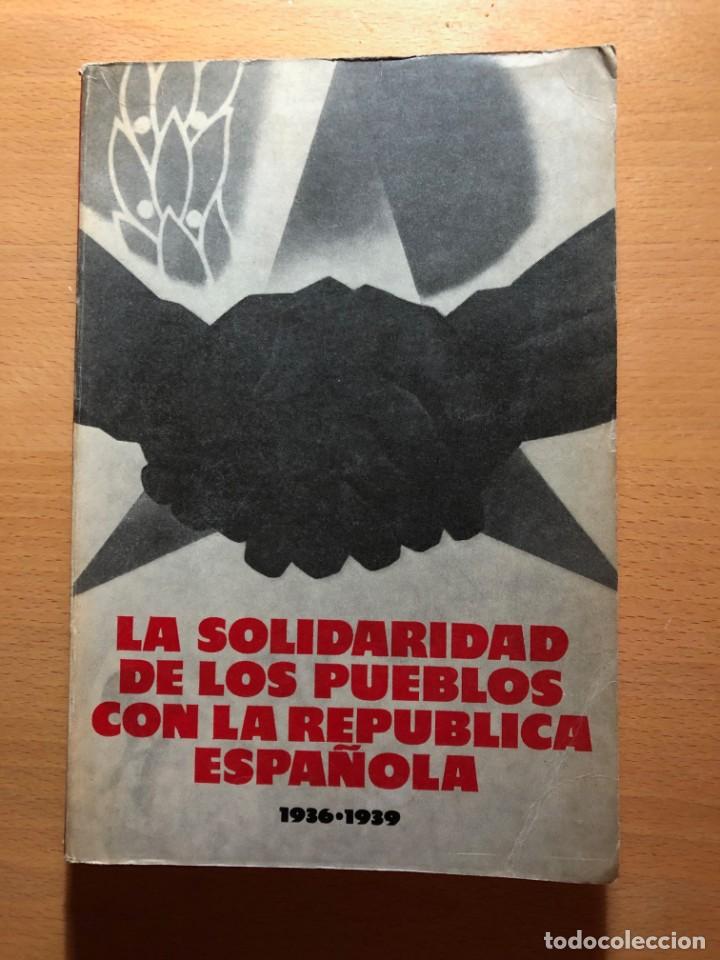 LA SOLIDARIDAD
DE LOS PUEBLOS
CON LA REPUBLICA
ESPAÑOLA
1936•1939
todocoleccion